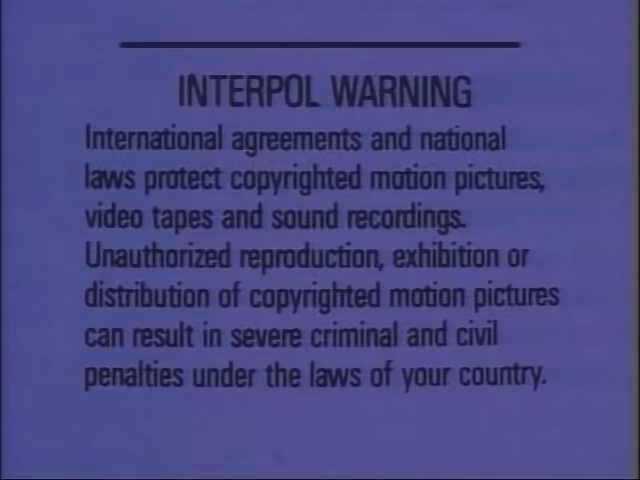 INTERPOL WARNING
International agreements and national
laws protect copyrighted motion pictures,
video tapes and sound recordings.
Unauthorized reproduction, exhibition or
distribution of copyrighted motion pictures
can result in severe criminal and civil
penalties under the laws of your country.